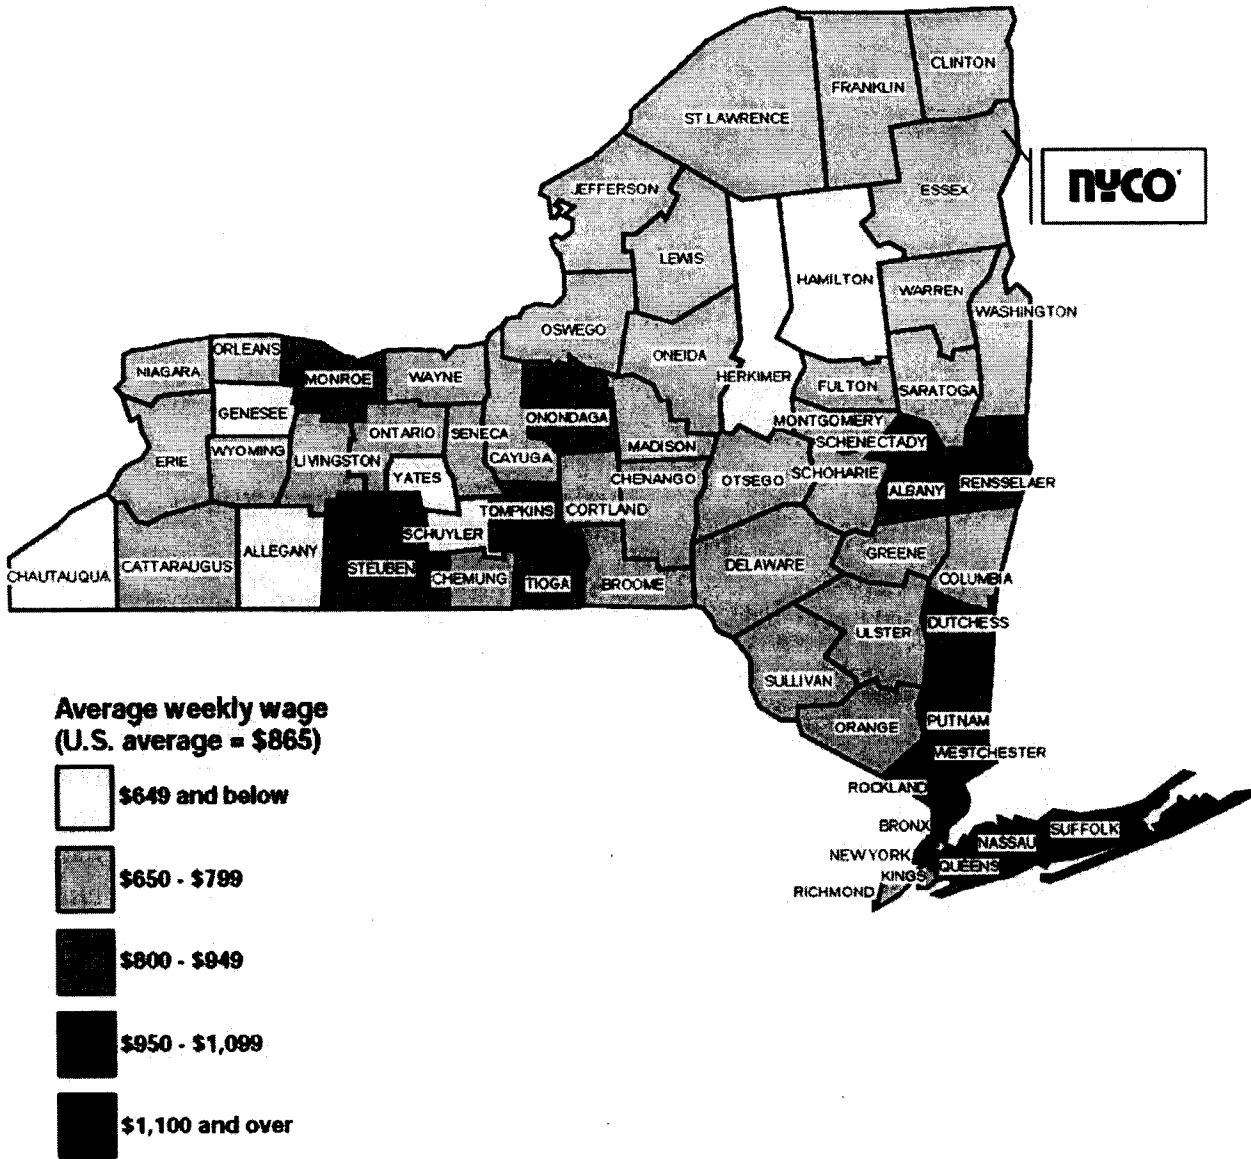 CLINTON
FRANKLIN
ST LAWRENCE
NYCO
ESSEX
JEFFERSON
LEWIS
HAMILTON
WARREN
WASHINGTON
OSWEGO
ONEIDA
HERKIMER
FULTON
SARATOGA
ORLEANS
NIAGARA
MONROE
WAYNE
GENESEE
ONONDAGA
MONTGOMERY
ONTARIO
SENECA
SCHENECTADY
MADISON
ERIE
WYOMING
LIVINGSTON
CAYUGA
YATES
CHENANGO
OTSEGO
SCHOHARIE
ALBANY
RENSSELAER
TOMPKINS
CORTLAND
SCHUYLER
ALLEGANY
GREENE
CHAUTAUQUA
CATTARAUGUS
STEUBEN
CHEMUNG
TIOGA
BROOME
DELAWARE
COLUMBIA
DUTCHESS
ULSTER
SULLIVAN
ORANGE
PUTNAM
WESTCHESTER
ROCKLAND
BRONX
SUFFOLK
NASSAU
NEW YORK
QUEENS
KINGS
RICHMOND
Average weekly wage
(U.S. average = $865)
$649 and below
$650 - $799
$800 - $949
$950 - $1,099
$1,100 and over